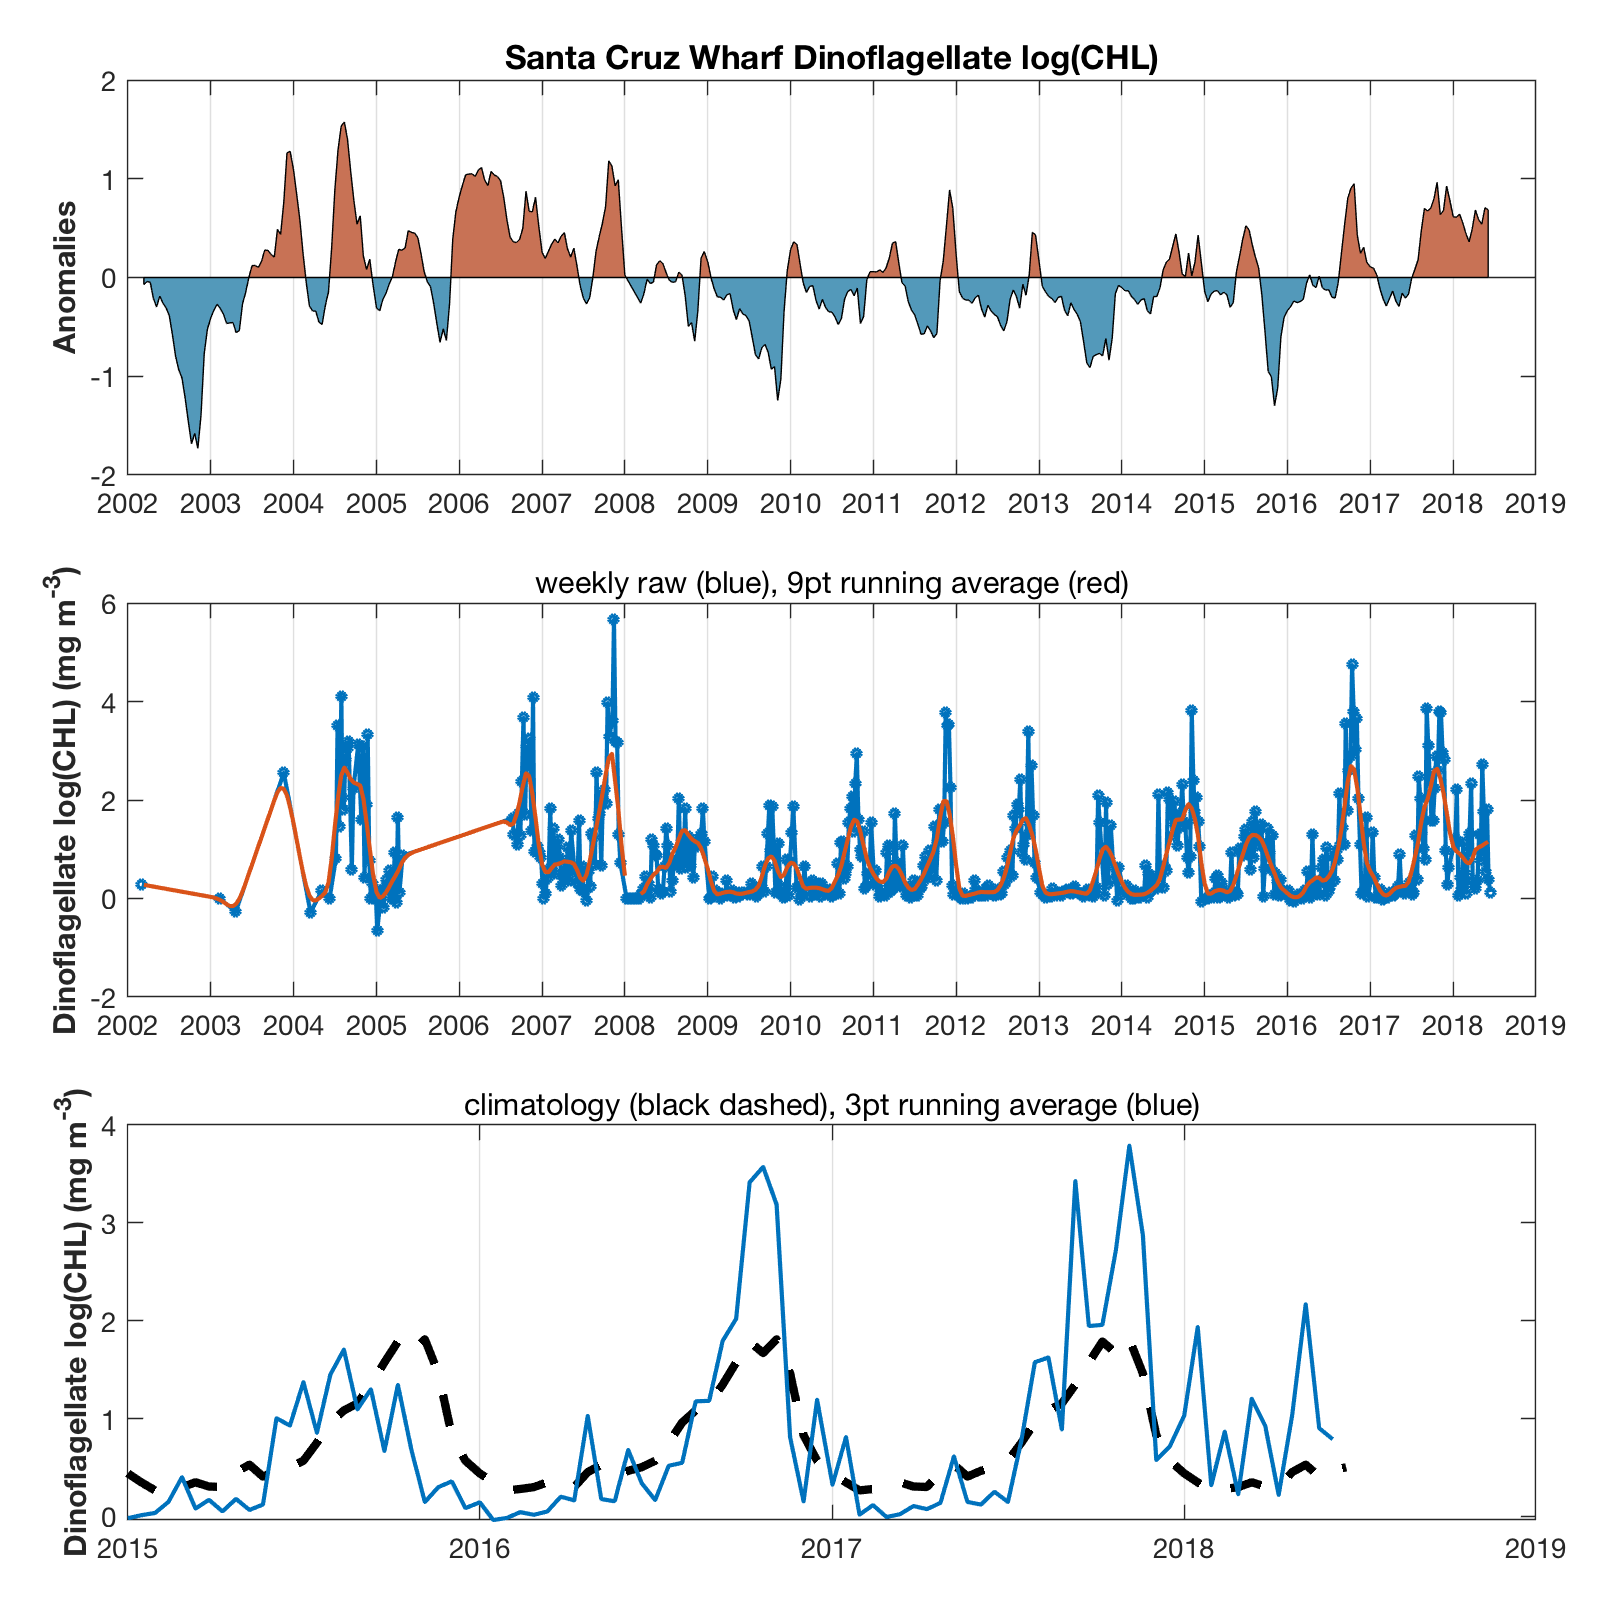 Santa Cruz Wharf Dinoflagellate log(CHL)
Anomalies
2
1
0
-1
-2
2002 2003 2004 2005 2006 2007 2008 2009 2010 2011 2012 2013 2014 2015 2016 2017 2018 2019
weekly raw (blue), 9pt running average (red)
Dinoflagellate log(CHL) (mg m-3)
6
4
2
0
-2
2002 2003 2004 2005 2006 2007 2008 2009 2010 2011 2012 2013 2014 2015 2016 2017 2018 2019
climatology (black dashed), 3pt running average (blue)
Dinoflagellate log(CHL) (mg m-3)
4
3
2
1
0
2015 2016 2017 2018 2019